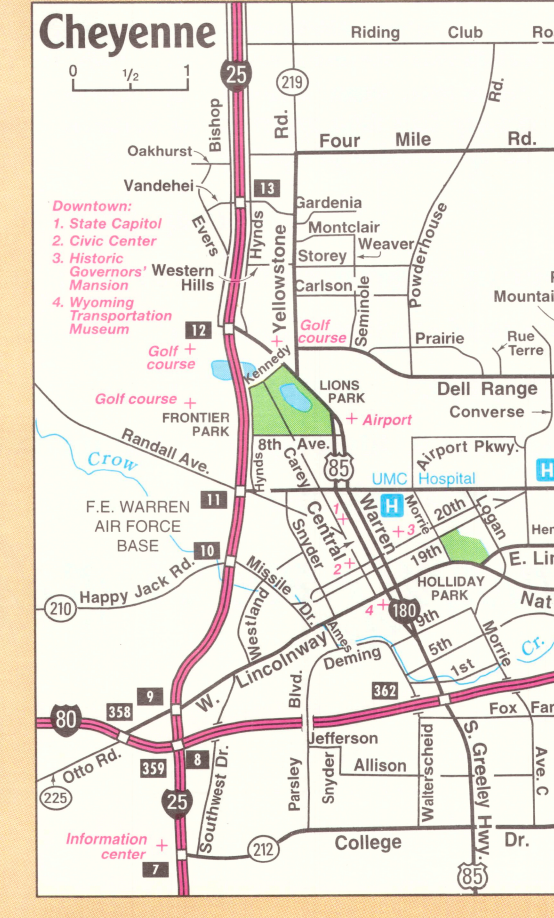 Cheyenne
0 1/2 1
25
219
Riding Club Ro
Bishop
Rd.
Rd.
Four Mile Rd.
Oakhurst
Vandehei
13
Downtown:
1. State Capitol
2. Civic Center
3. Historic
Governors'
Mansion
4. Wyoming
Transportation
Museum
Evers
Hynds
Yellowstone
Gardenia
Montclair
Weaver
Storey
Powderhouse
Western
Hills
Carlson
Seminole
Mountai
12
Golf
course
Golf
course
Prairie
Rue
Terre
Kennedy
Golf course
FRONTIER
PARK
LIONS
PARK
Airport
Dell Range
Converse
Randall Ave.
Crow
8th Ave.
85
Airport Pkwy.
Hynds
Carey
UMC Hospital
H
H
11
F.E. WARREN
AIR FORCE
BASE
Central
Warren
Morrie
20th
Logan
1
3
Snyder
19th
Her
10
2
E. Lin
Happy Jack Rd.
210
Missile
Dr.
HOLLIDAY
PARK
Nat
4
180
9th
Westland
Ames
W. Lincolnway
Deming
5th
Morrie
Cr.
1st
9
358
362
80
Blvd.
Fox Far
Otto Rd.
8
359
Jefferson
225
25
Southwest Dr.
Parsley
Snyder
Allison
Walterscheid
S. Greeley Hwy.
Ave. C
Information
center
212
College Dr.
7
85